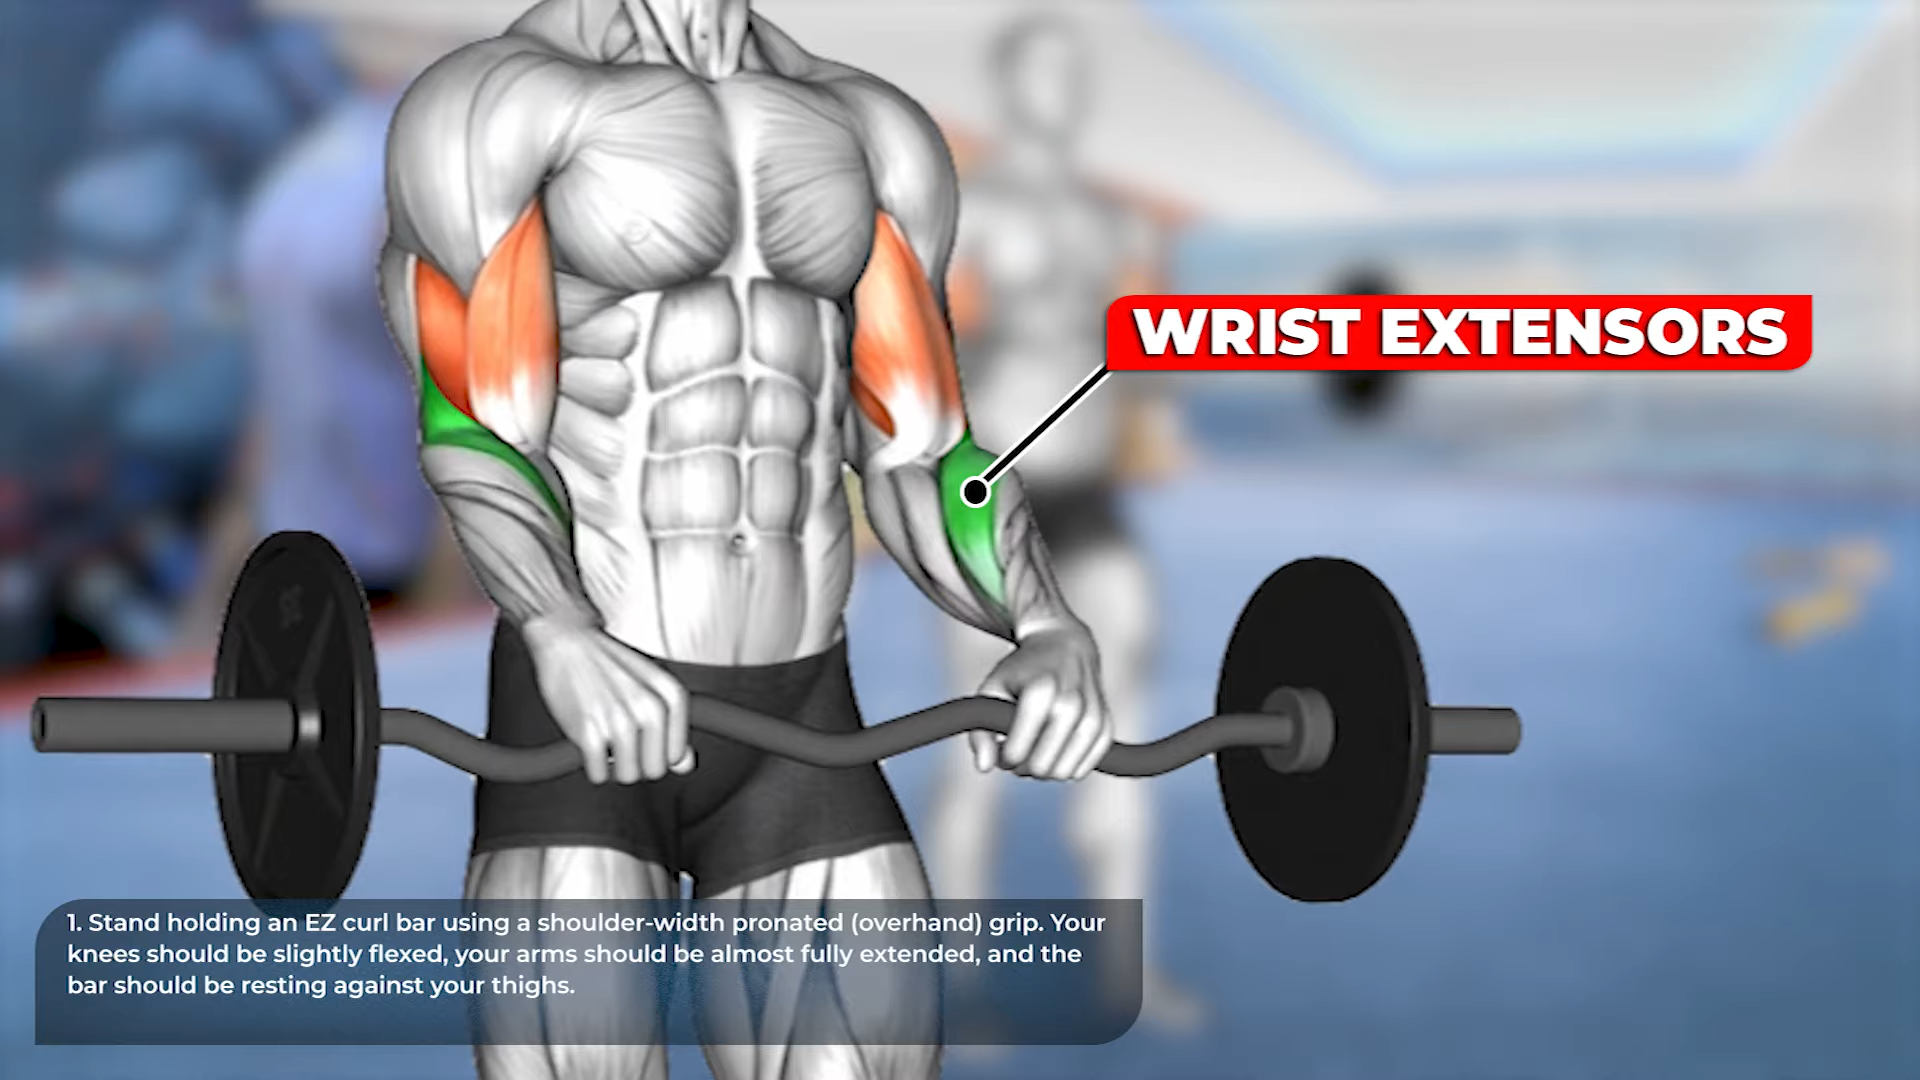 WRIST EXTENSORS
1. Stand holding an EZ curl bar using a shoulder-width pronated (overhand) grip. Your
knees should be slightly flexed, your arms should be almost fully extended, and the
bar should be resting against your thighs.